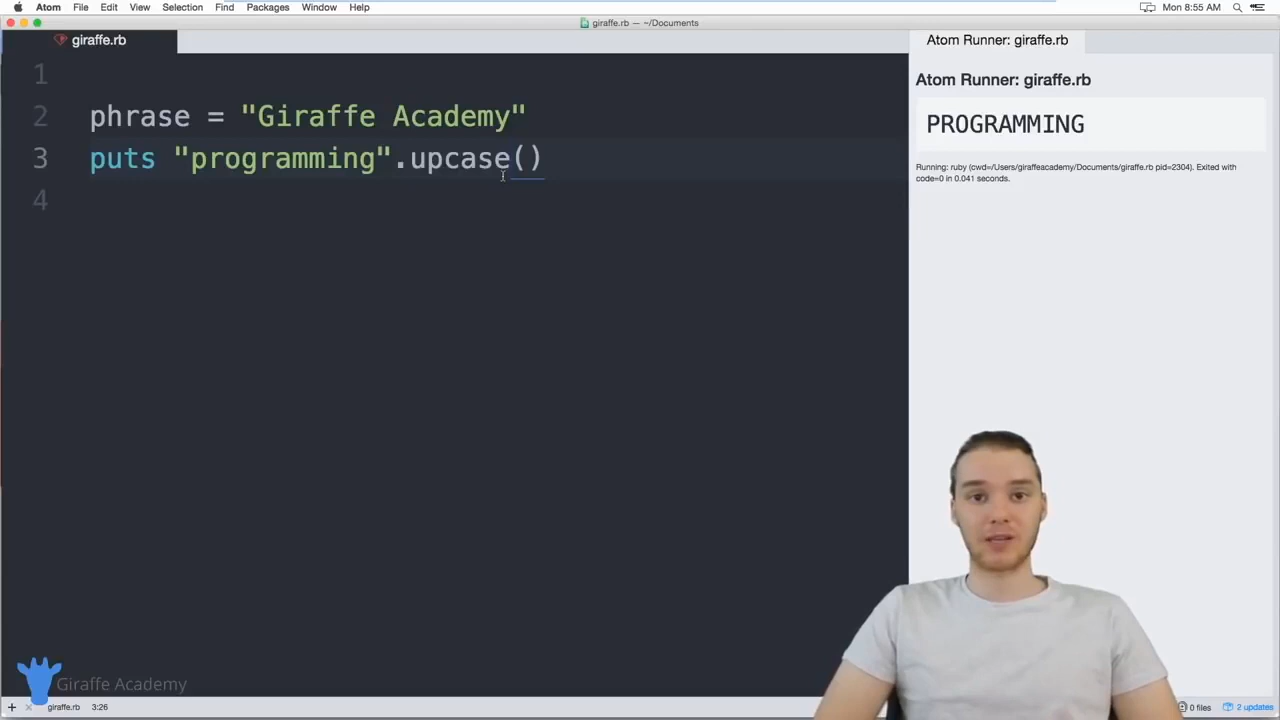 Atom File Edit View Selection Find Packages Window Help Mon 8:55 AM
giraffe.rb — ~/Documents
giraffe.rb
Atom Runner: giraffe.rb
Atom Runner: giraffe.rb
1
2 phrase = "Giraffe Academy"
3 puts "programming".upcase()
4
PROGRAMMING
Running: ruby (cwd=/Users/giraffeacademy/Documents/giraffe.rb pid=2304). Exited with
code=0 in 0.041 seconds.
Giraffe Academy
+ × giraffe.rb 3:26
0 files 2 updates